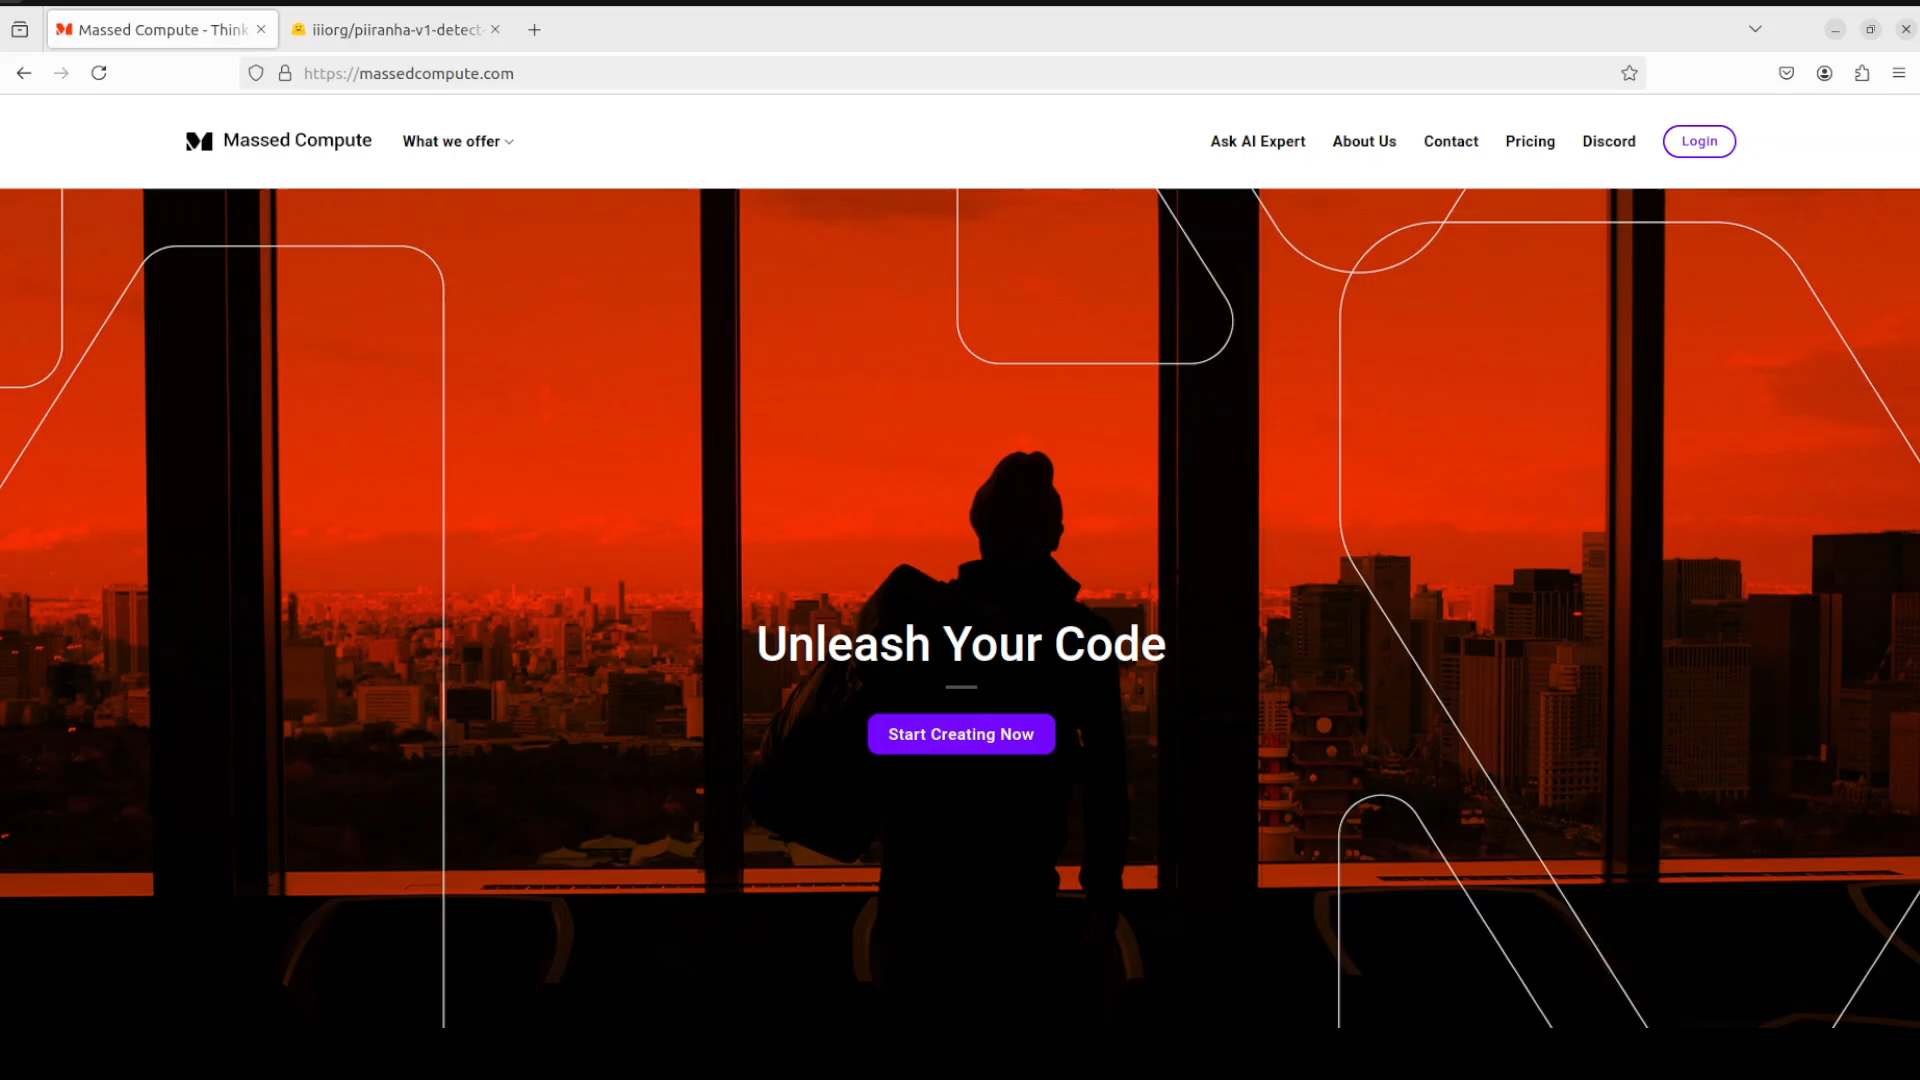 Massed Compute - Think
iiiorg/piiranha-v1-detect-
https://massedcompute.com
Massed Compute
What we offer
Ask AI Expert
About Us
Contact
Pricing
Discord
Login
Unleash Your Code
Start Creating Now